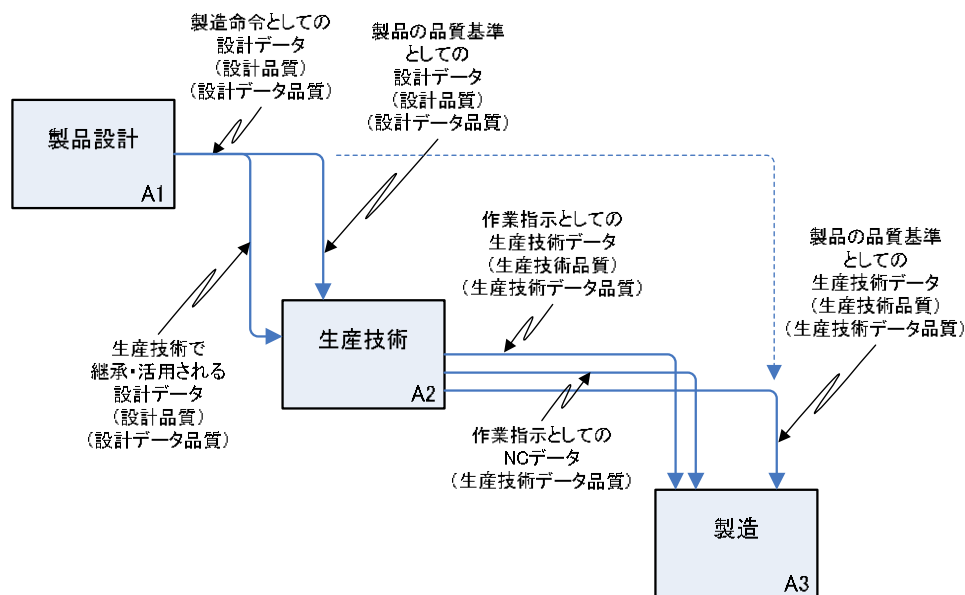 製造命令としての
設計データ
(設計品質)
(設計データ品質)
製品の品質基準
としての
設計データ
(設計品質)
(設計データ品質)
製品設計
A1
作業指示としての
生産技術データ
(生産技術品質)
(生産技術データ品質)
製品の品質基準
としての
生産技術データ
(生産技術品質)
(生産技術データ品質)
生産技術
A2
生産技術で
継承・活用される
設計データ
(設計品質)
(設計データ品質)
作業指示としての
NCデータ
(生産技術データ品質)
製造
A3